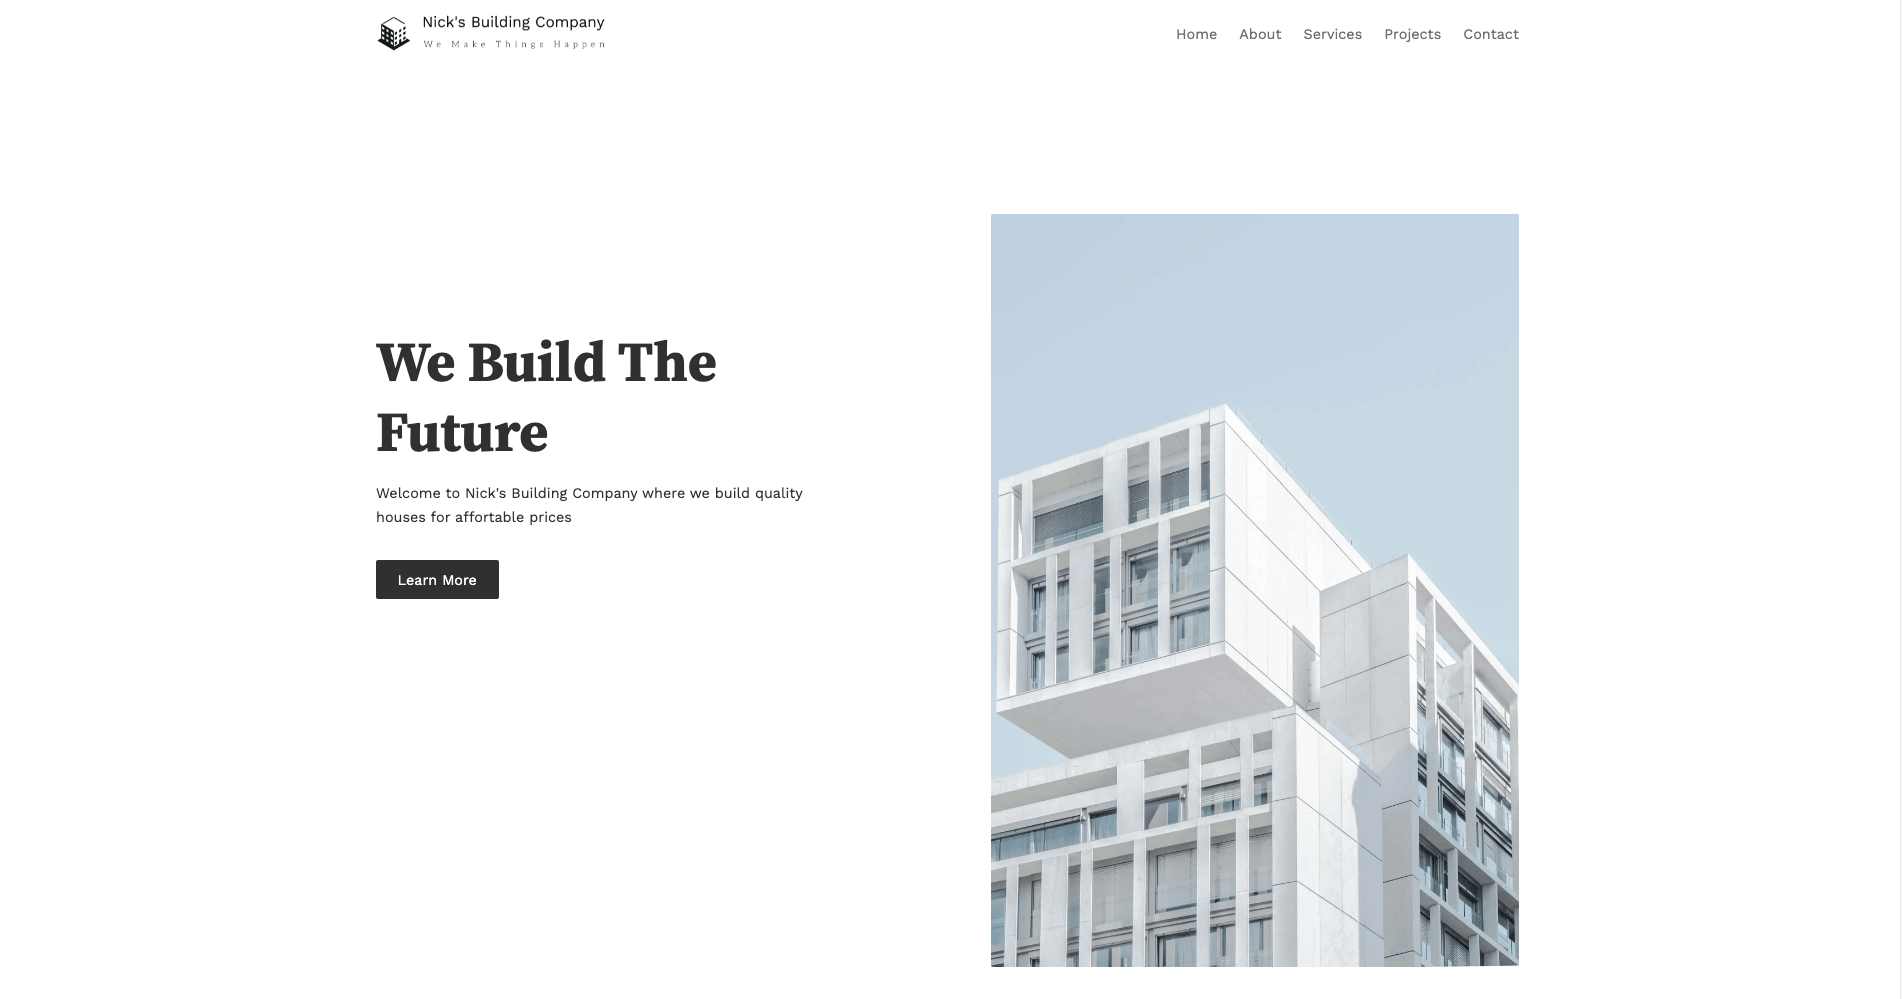 Nick's Building Company
We Make Things Happen
Home About Services Projects Contact
We Build The
Future
Welcome to Nick's Building Company where we build quality
houses for affortable prices
Learn More